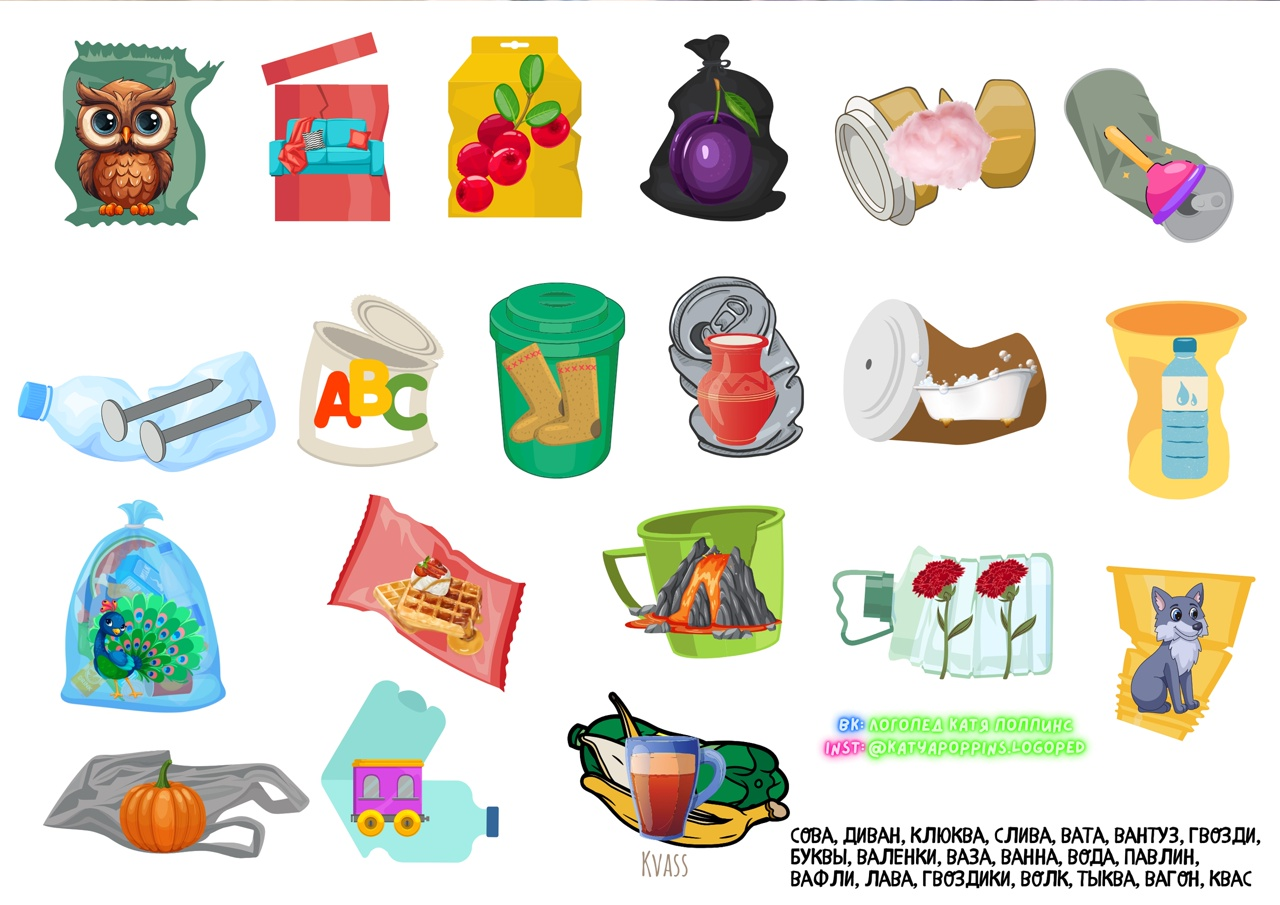 ABC
ВК: ЛОГОПЕД КАТЯ ПОППИНС
INST: @KATYAPOPPINS.LOGOPED
Kvass
СОВА, ДИВАН, КЛЮКВА, СЛИВА, ВАТА, ВАНТУЗ, ГВОЗДИ,
БУКВЫ, ВАЛЕНКИ, ВАЗА, ВАННА, ВОДА, ПАВЛИН,
ВАФЛИ, ЛАВА, ГВОЗДИКИ, ВОЛК, ТЫКВА, ВАГОН, КВАС